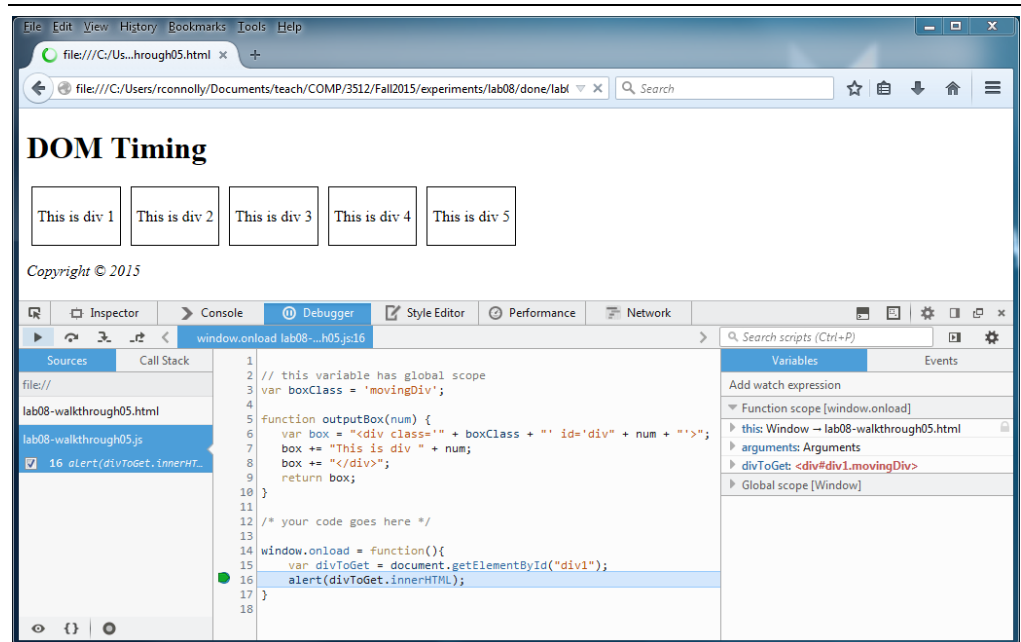 File Edit View History Bookmarks Tools Help
file:///C:/Us...hrough05.html × +
file:///C:/Users/rconnolly/Documents/teach/COMP/3512/Fall2015/experiments/lab08/done/lab( Search
DOM Timing
This is div 1 This is div 2 This is div 3 This is div 4 This is div 5
Copyright © 2015
Inspector Console Debugger Style Editor Performance Network
window.onload lab08-...h05.js:16 Search scripts (Ctrl+P)
Sources Call Stack
file://
lab08-walkthrough05.html
lab08-walkthrough05.js
16 alert(divToGet.innerHT...
1
2 // this variable has global scope
3 var boxClass = 'movingDiv';
4
5 function outputBox(num) {
6 var box = "<div class='" + boxClass + "' id='div" + num + "'>";
7 box += "This is div " + num;
8 box += "</div>";
9 return box;
10 }
11
12 /* your code goes here */
13
14 window.onload = function(){
15 var divToGet = document.getElementById("div1");
16 alert(divToGet.innerHTML);
17 }
18
Variables Events
Add watch expression
Function scope [window.onload]
this: Window → lab08-walkthrough05.html
arguments: Arguments
divToGet: <div#div1.movingDiv>
Global scope [Window]